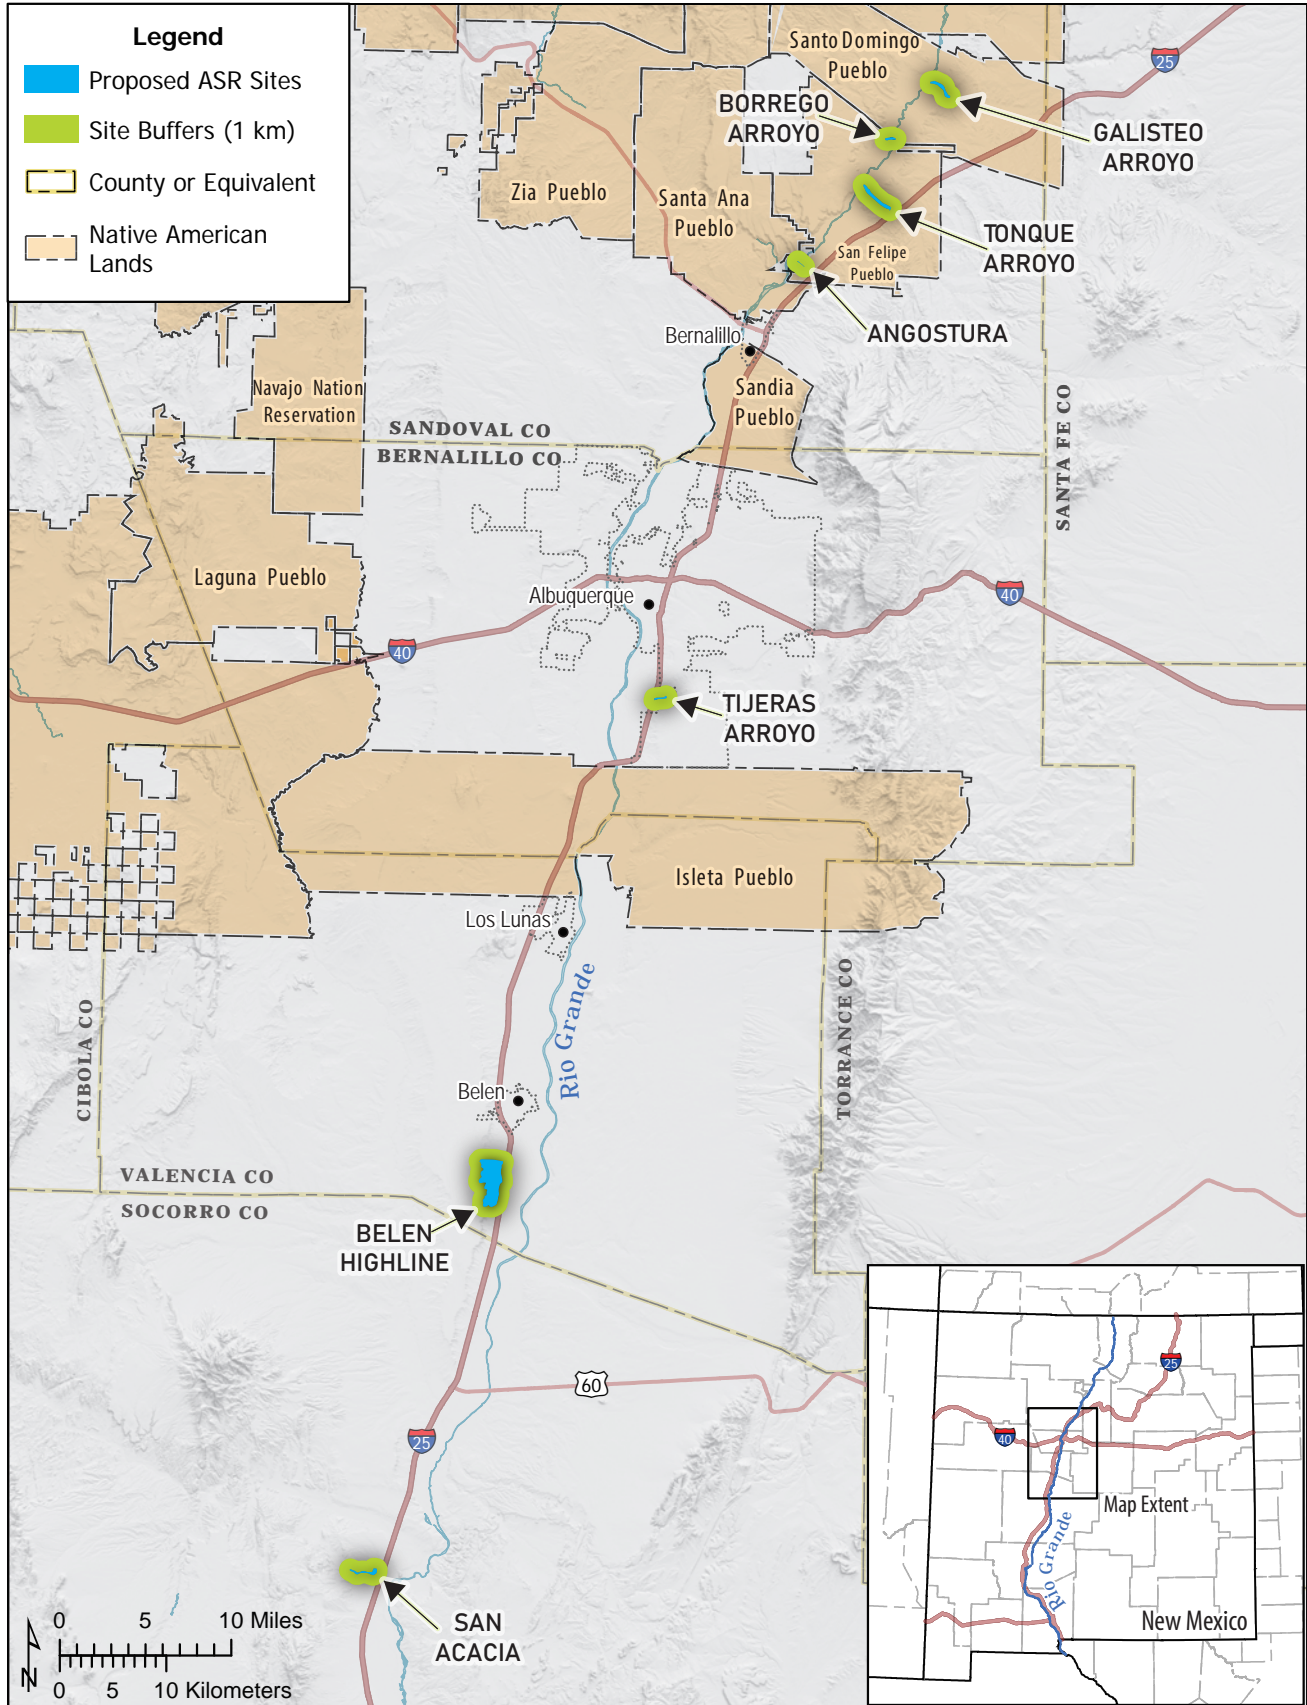 Legend
Proposed ASR Sites
Site Buffers (1 km)
County or Equivalent
Native American
Lands
Santo Domingo
Pueblo
25
BORREGO
ARROYO
GALISTEO
ARROYO
Zia Pueblo
Santa Ana
Pueblo
TONQUE
ARROYO
San Felipe
Pueblo
ANGOSTURA
Bernalillo
Navajo Nation
Reservation
Sandia
Pueblo
SANDOVAL CO
BERNALILLO CO
SANTA FE CO
Laguna Pueblo
Albuquerque
40
40
TIJERAS
ARROYO
Isleta Pueblo
Los Lunas
Rio Grande
CIBOLA CO
TORRANCE CO
Belen
VALENCIA CO
SOCORRO CO
BELEN
HIGHLINE
60
25
SAN
ACACIA
0 5 10 Miles
N
0 5 10 Kilometers
25
40
Map Extent
Rio Grande
New Mexico